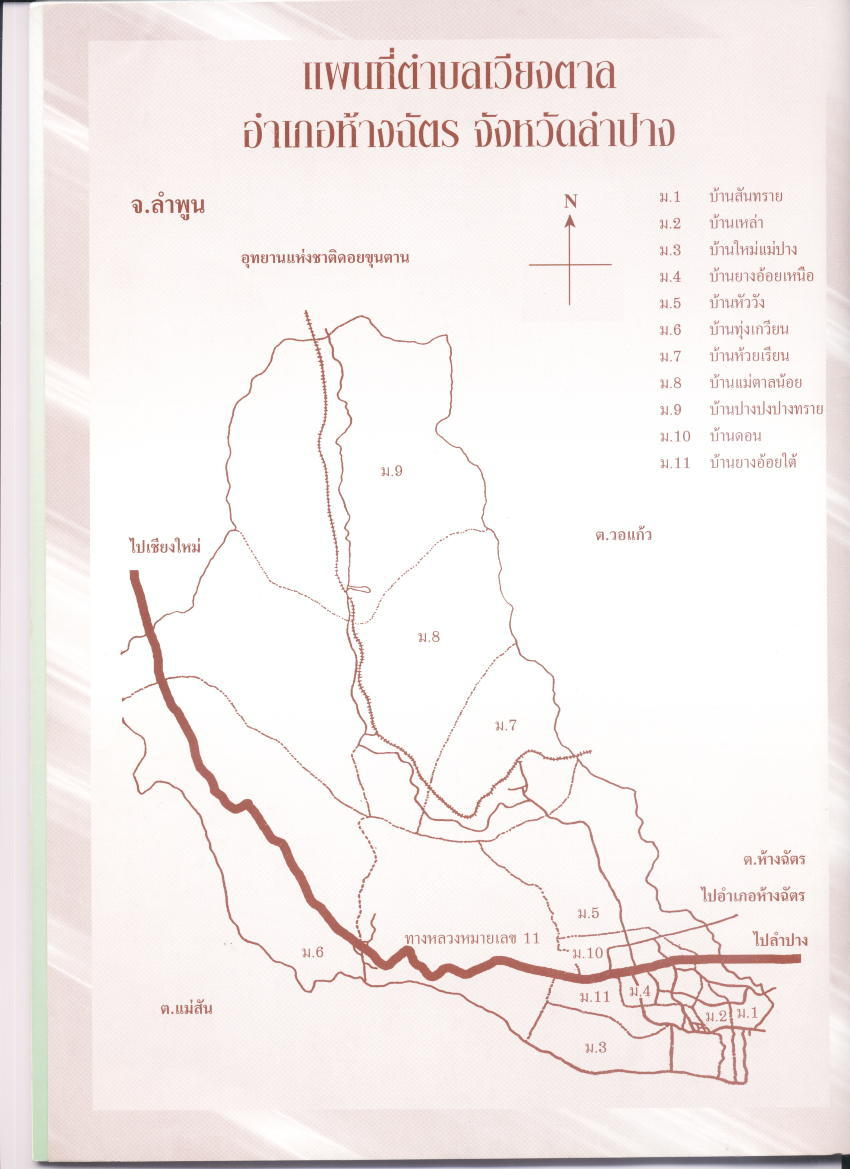 แผนที่ตำบลเวียงตาล
อำเภอห้างฉัตร จังหวัดลำปาง
จ.ลำพูน
N
อุทยานแห่งชาติดอยขุนตาน
ม.1 บ้านสันทราย
ม.2 บ้านเหล่า
ม.3 บ้านใหม่แม่ปาง
ม.4 บ้านยางอ้อยเหนือ
ม.5 บ้านหัววัง
ม.6 บ้านทุ่งเกวียน
ม.7 บ้านห้วยเรียน
ม.8 บ้านแม่ตาลน้อย
ม.9 บ้านปางปงปางทราย
ม.10 บ้านดอน
ม.11 บ้านยางอ้อยใต้
ม.9
ต.วอแก้ว
ไปเชียงใหม่
ม.8
ม.7
ต.ห้างฉัตร
ไปอำเภอห้างฉัตร
ม.5
ทางหลวงหมายเลข 11
ไปลำปาง
ม.6
ม.10
ม.4
ม.11
ต.แม่สัน
ม.2
ม.1
ม.3